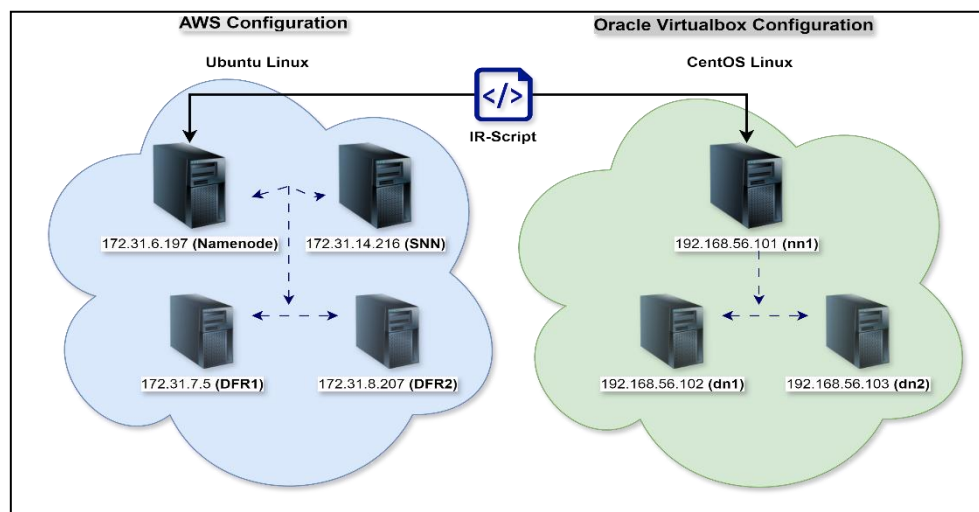 AWS Configuration
Oracle Virtualbox Configuration
Ubuntu Linux
CentOS Linux
</>
IR-Script
172.31.6.197 (Namenode)
172.31.14.216 (SNN)
192.168.56.101 (nn1)
172.31.7.5 (DFR1)
172.31.8.207 (DFR2)
192.168.56.102 (dn1)
192.168.56.103 (dn2)